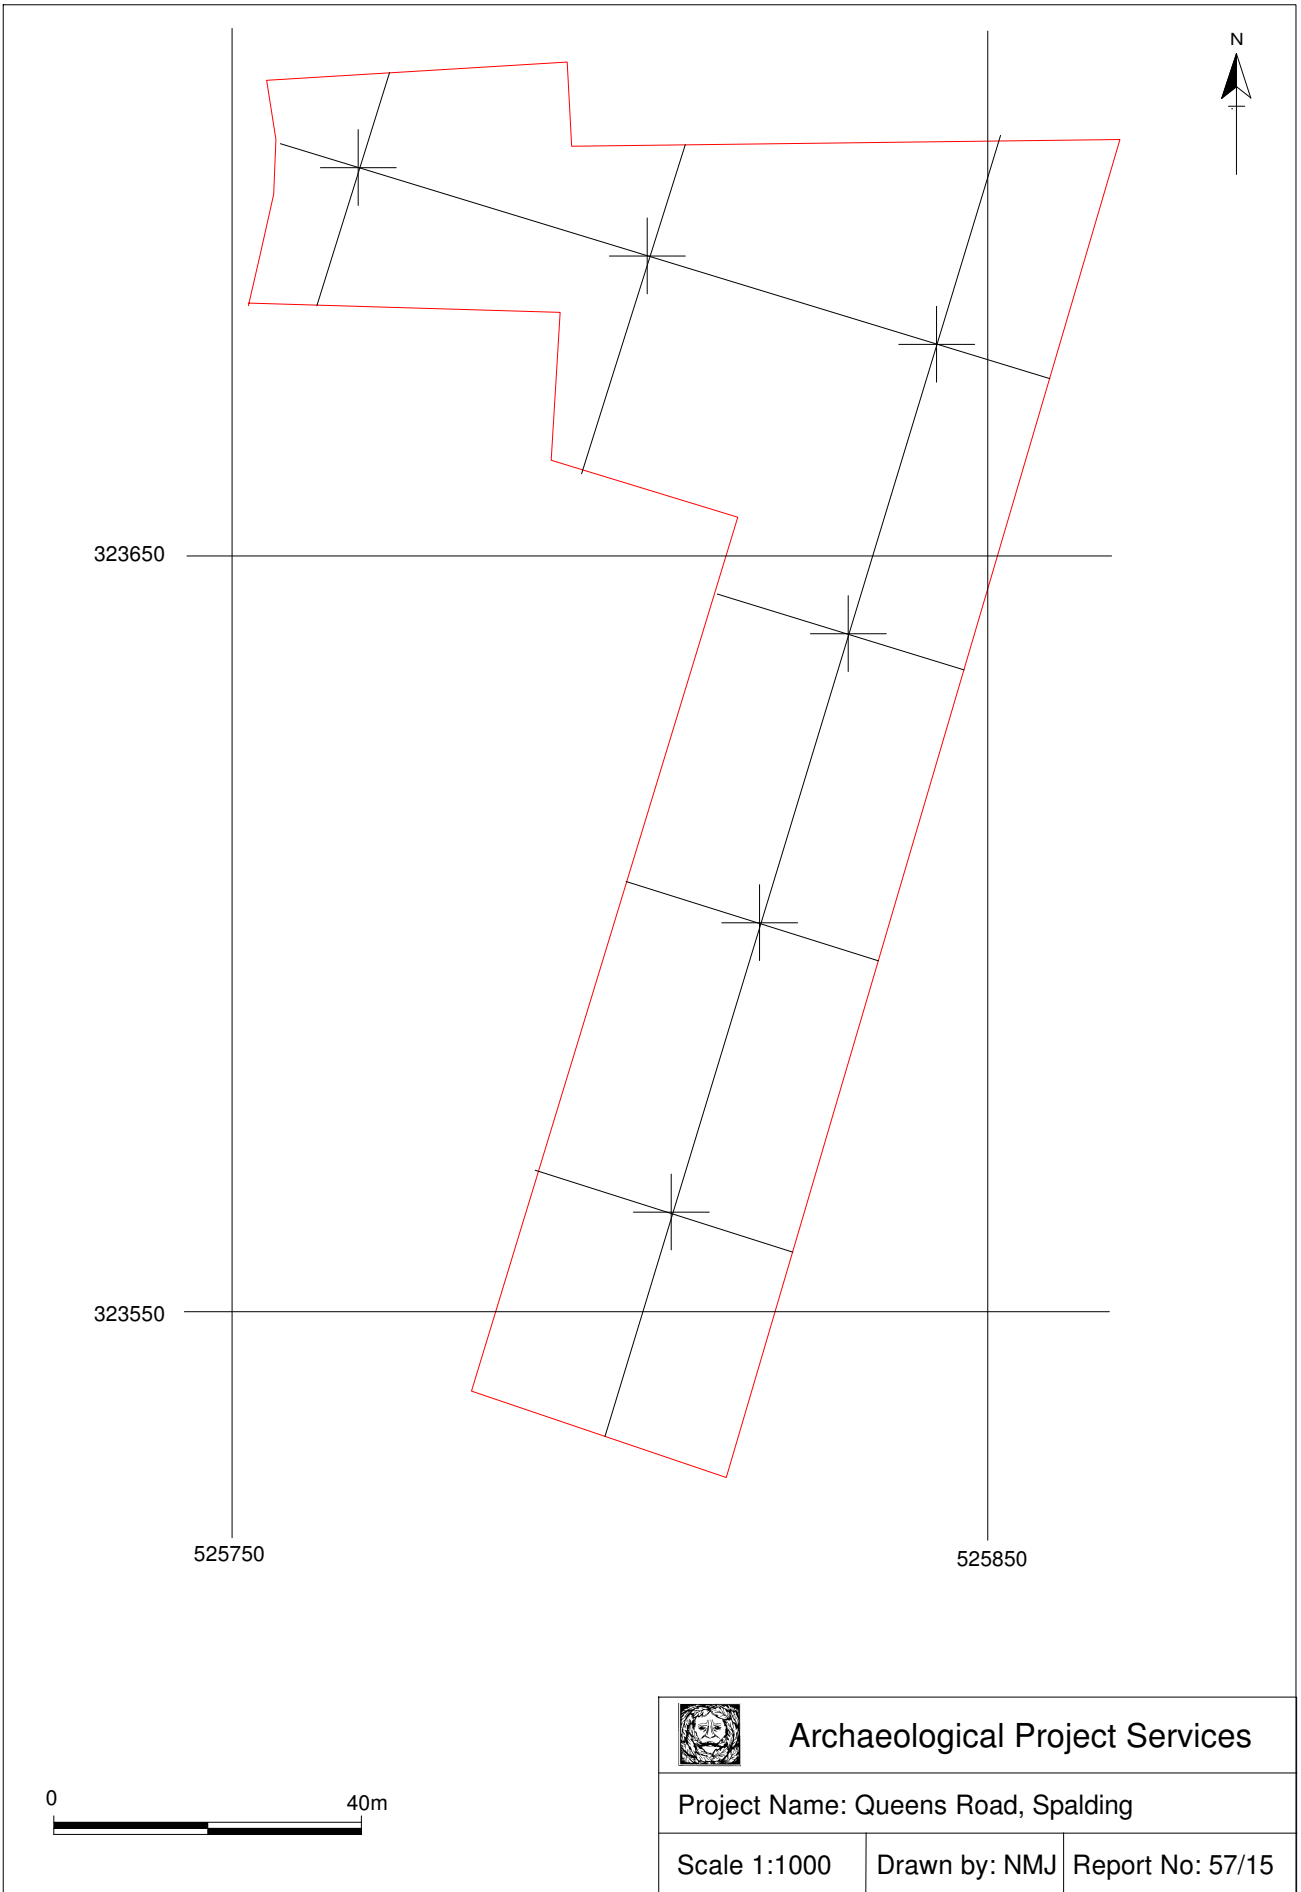 N
323650
323550
525750
525850
0 40m
Archaeological Project Services
Project Name: Queens Road, Spalding
Scale 1:1000 Drawn by: NMJ Report No: 57/15